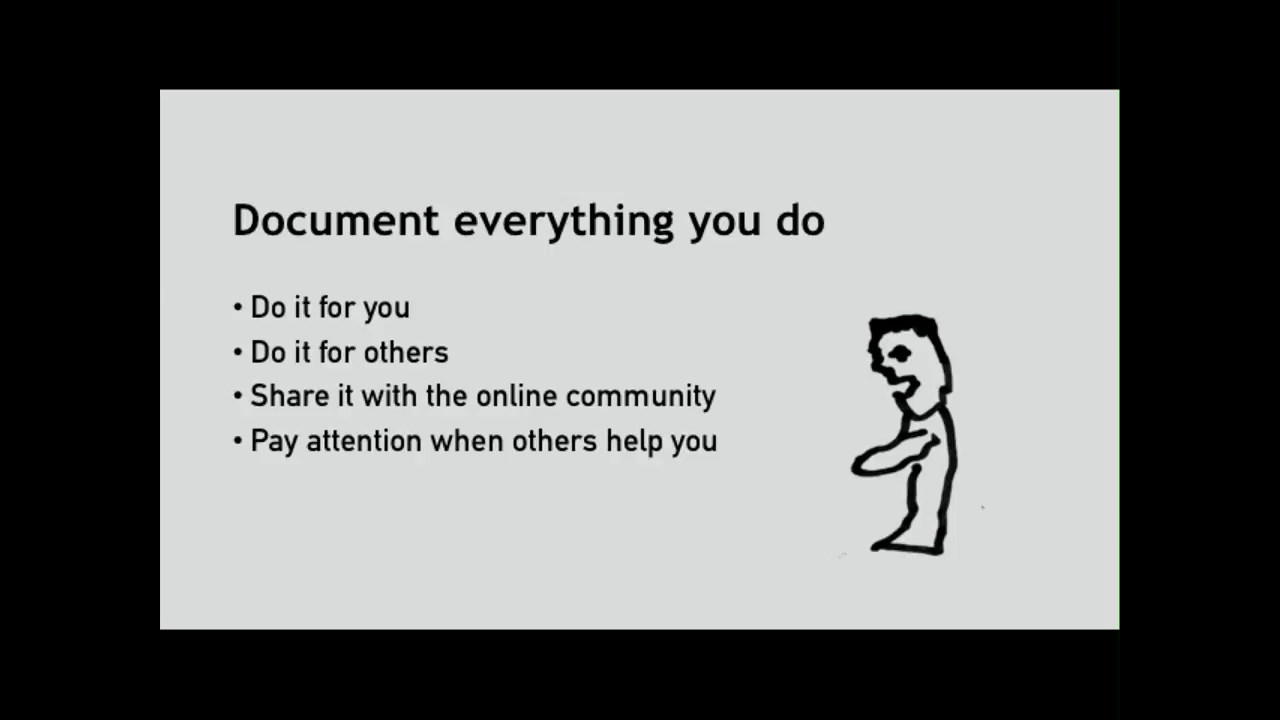 Document everything you do
• Do it for you
• Do it for others
• Share it with the online community
• Pay attention when others help you